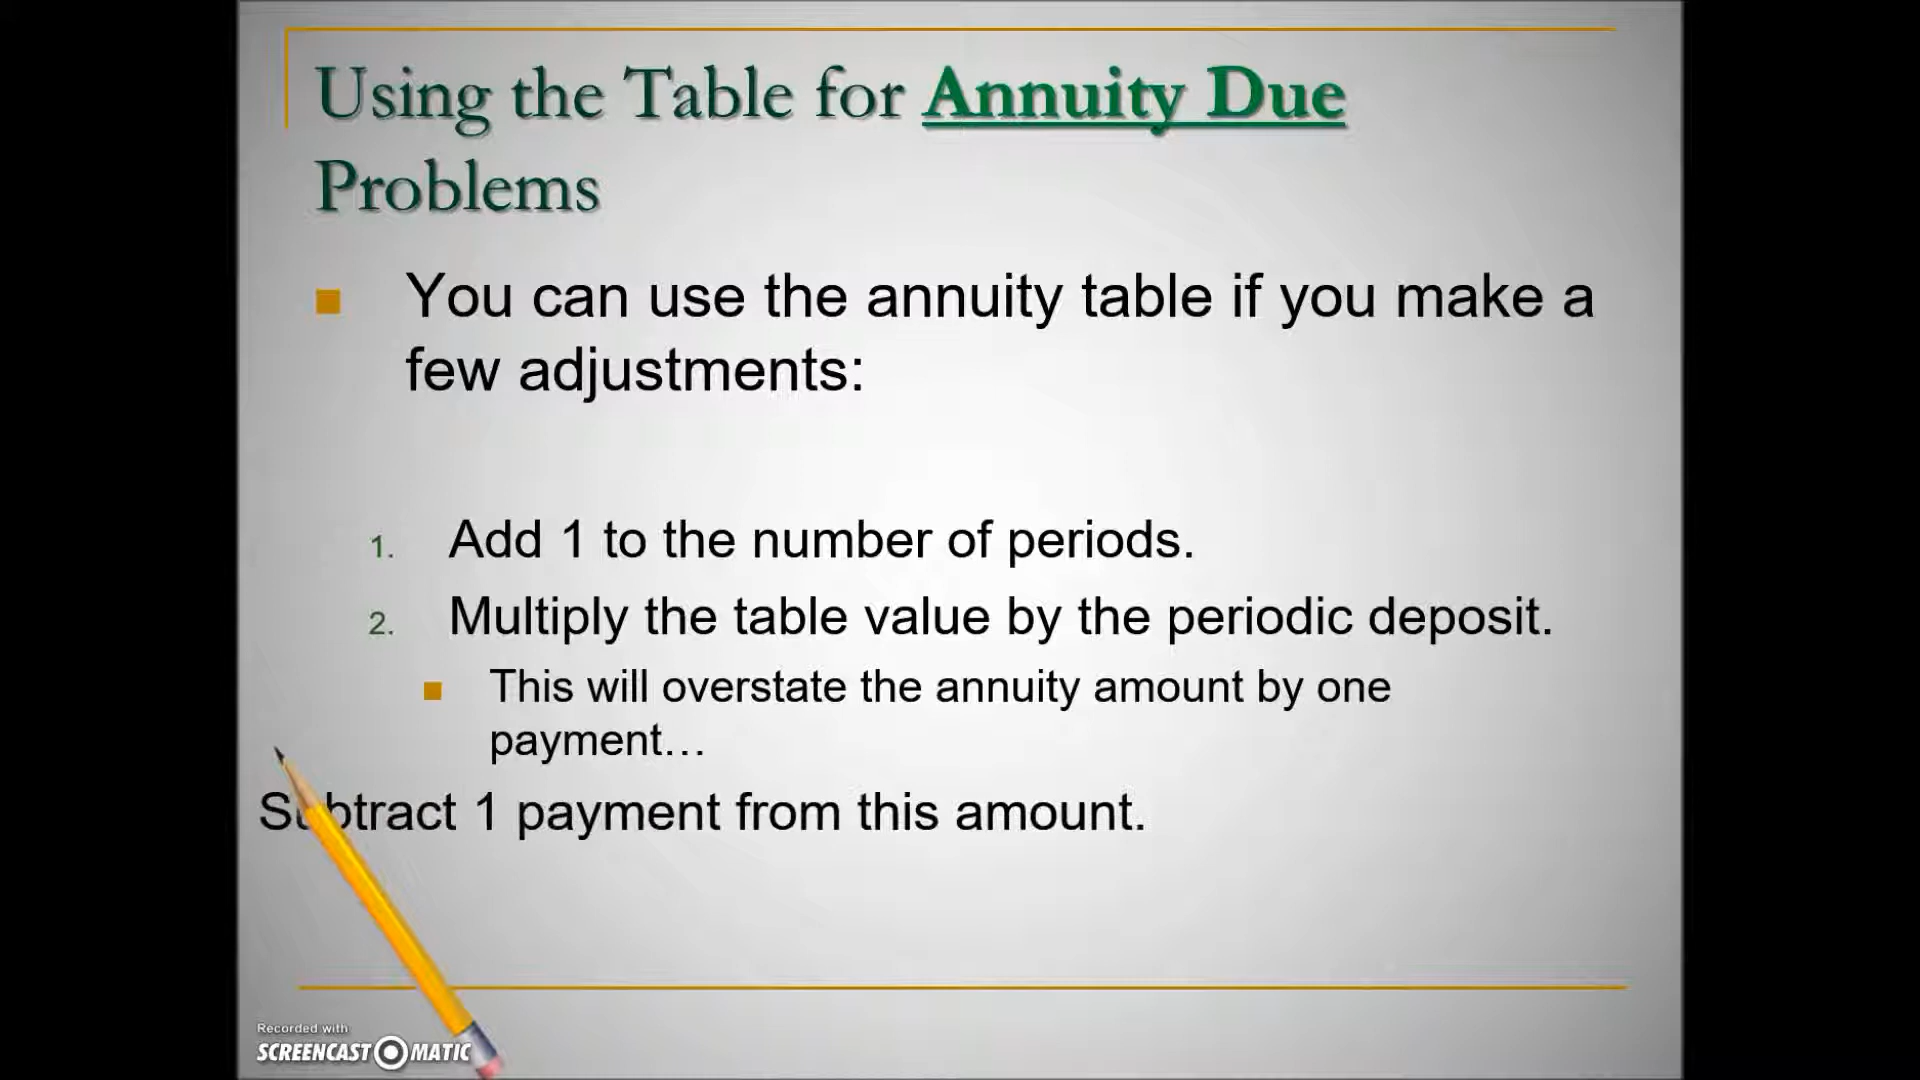 Using the Table for Annuity Due
Problems
You can use the annuity table if you make a
few adjustments:
1. Add 1 to the number of periods.
2. Multiply the table value by the periodic deposit.
This will overstate the annuity amount by one
payment…
Subtract 1 payment from this amount.
Recorded with
SCREENCAST MATIC